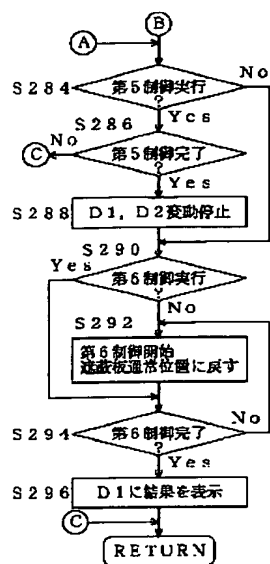 B
A
第5制御実行
?
No
S284
Yes
S286
No
第5制御完了
?
C
Yes
S288
D1, D2変動停止
S290
Yes
第6制御実行
?
No
S292
第6制御開始
遮蔽板通常位置に戻す
S294
第6制御完了
?
No
Yes
S296
D1に結果を表示
C
RETURN